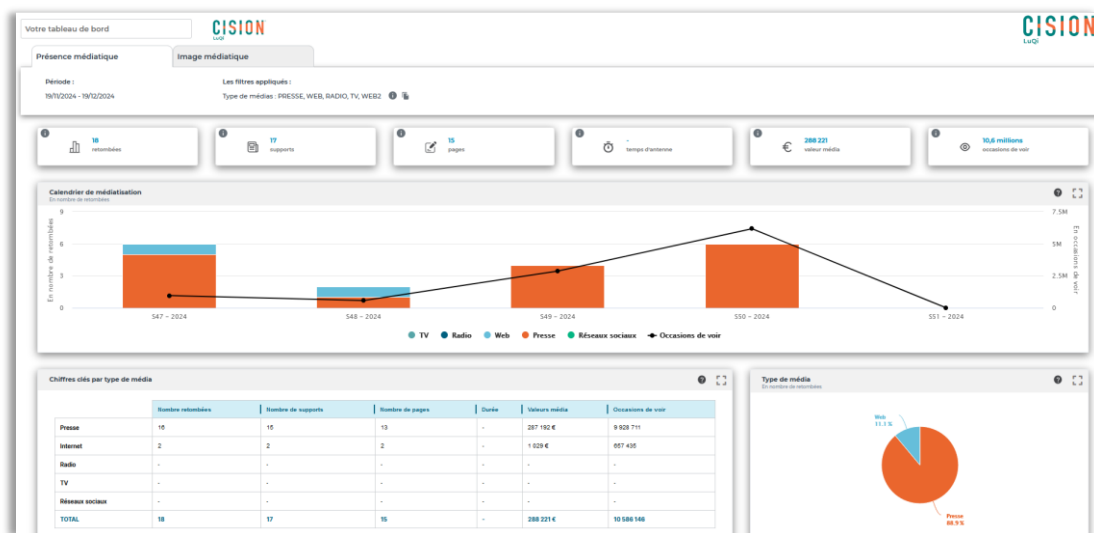 Votre tableau de bord
CISION
LuQi
CISION
LuQi
Présence médiatique
Image médiatique
Période :
Les filtres appliqués :
19/11/2024 - 19/12/2024
Type de médias : PRESSE, WEB, RADIO, TV, WEB2
18
retombées
17
supports
15
pages
-
temps d'antenne
288 221
valeur média
10,6 millions
occasions de voir
Calendrier de médiatisation
En nombre de retombées
En nombre de retombées
9
6
3
0
7.5M
5M
2.5M
0
En occasions de voir
S47 - 2024
S48 - 2024
S49 - 2024
S50 - 2024
S51 - 2024
TV
Radio
Web
Presse
Réseaux sociaux
Occasions de voir
Chiffres clés par type de média
Nombre retombées Nombre de supports Nombre de pages Durée Valeurs média Occasions de voir
Presse 16 15 13 - 287 192 € 9 928 711
Internet 2 2 2 - 1 029 € 657 435
Radio - - - - - -
TV - - - - - -
Réseaux sociaux - - - - - -
TOTAL 18 17 15 - 288 221 € 10 586 146
Type de média
En nombre de retombées
Web
11.1 %
Presse
88.9 %